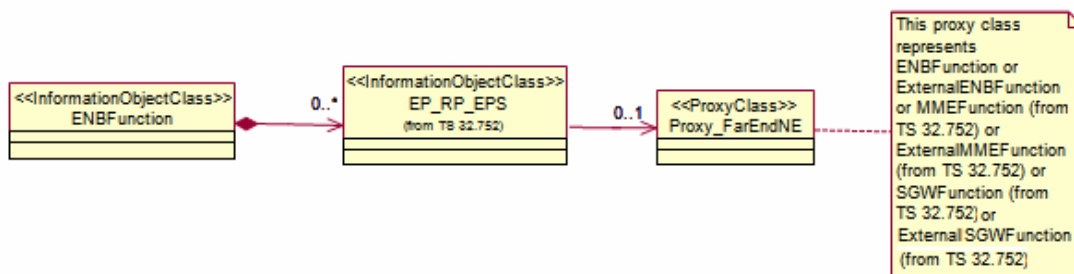 <<InformationObjectClass>>
ENBFunction
0..*
<<InformationObjectClass>>
EP_RP_EPS
(from TS 32.752)
0..1
<<ProxyClass>>
Proxy_FarEndNE
This proxy class
represents
ENBFunction or
ExternalENBFunction
or MMEFunction (from
TS 32.752) or
ExternalMMEFunction
(from TS 32.752) or
SGWFunction (from
TS 32.752) or
ExternalSGWFunction
(from TS 32.752)